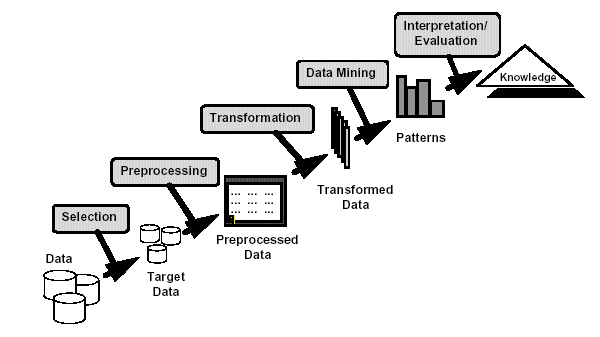 Interpretation/
Evaluation
Data Mining
Knowledge
Transformation
Patterns
Preprocessing
Transformed
Data
Selection
Preprocessed
Data
Data
Target
Data
... ... ...
... ... ...
... ... ...